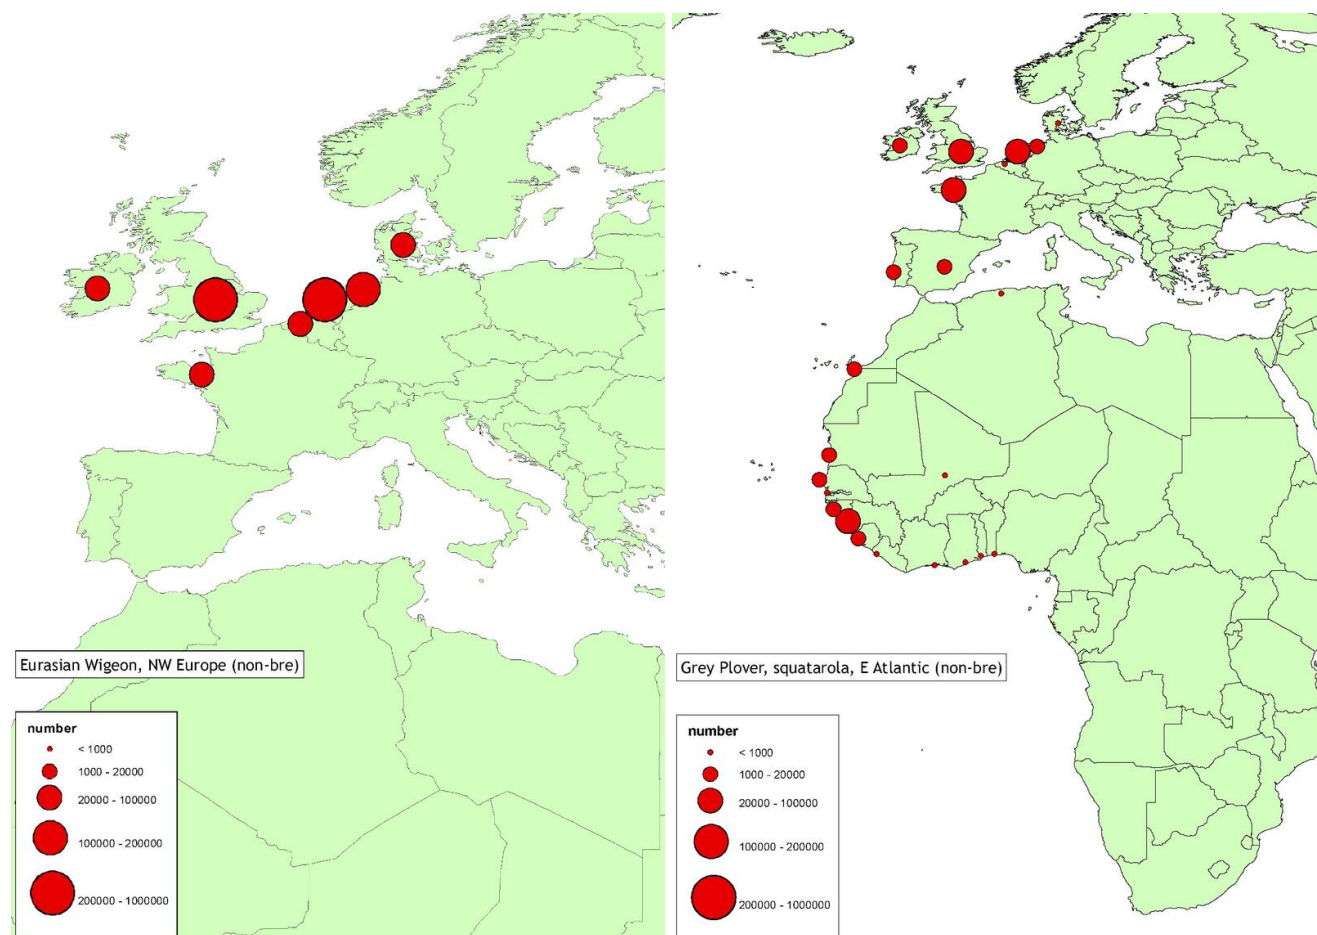 Eurasian Wigeon, NW Europe (non-bre)
number
< 1000
1000 - 20000
20000 - 100000
100000 - 200000
200000 - 1000000
Grey Plover, squatarola, E Atlantic (non-bre)
number
< 1000
1000 - 20000
20000 - 100000
100000 - 200000
200000 - 1000000